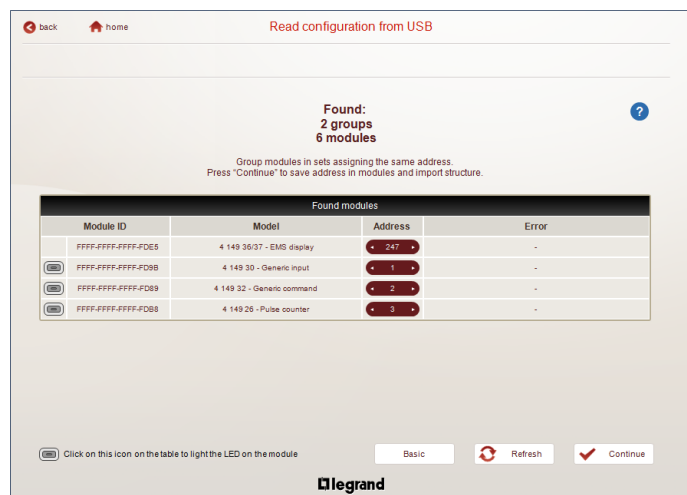 back
home
Read configuration from USB
Found:
2 groups
6 modules
?
Group modules in sets assigning the same address.
Press "Continue" to save address in modules and import structure.
Found modules
Module ID Model Address Error
FFFF-FFFF-FFFF-FDE5 4 149 36/37 - EMS display 247 -
FFFF-FFFF-FFFF-FD9B 4 149 30 - Generic input 1 -
FFFF-FFFF-FFFF-FD89 4 149 32 - Generic command 2 -
FFFF-FFFF-FFFF-FDB8 4 149 26 - Pulse counter 3 -
Click on this icon on the table to light the LED on the module
Basic
Refresh
Continue
legrand